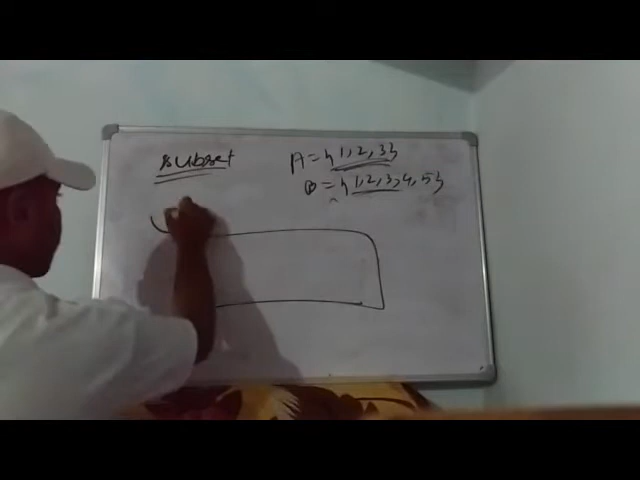 subset
A = { 1, 2, 3}
B = { 1, 2, 3, 4, 5}